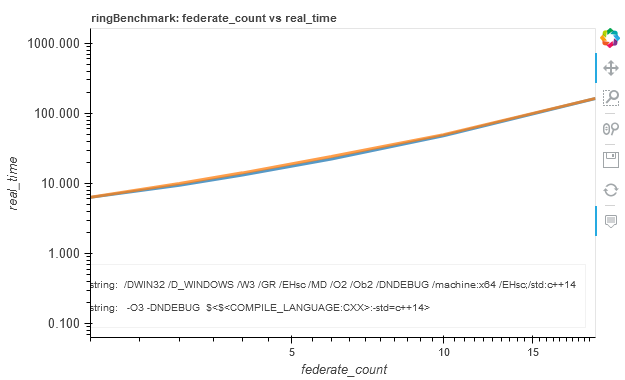 ringBenchmark: federate_count vs real_time
1000.000
100.000
10.000
1.000
0.100
real_time
string: /DWIN32 /D_WINDOWS /W3 /GR /EHsc /MD /O2 /Ob2 /DNDEBUG /machine:x64 /EHsc;/std:c++14
string: -O3 -DNDEBUG $<$<COMPILE_LANGUAGE:CXX>:-std=c++14>
5
10
15
federate_count